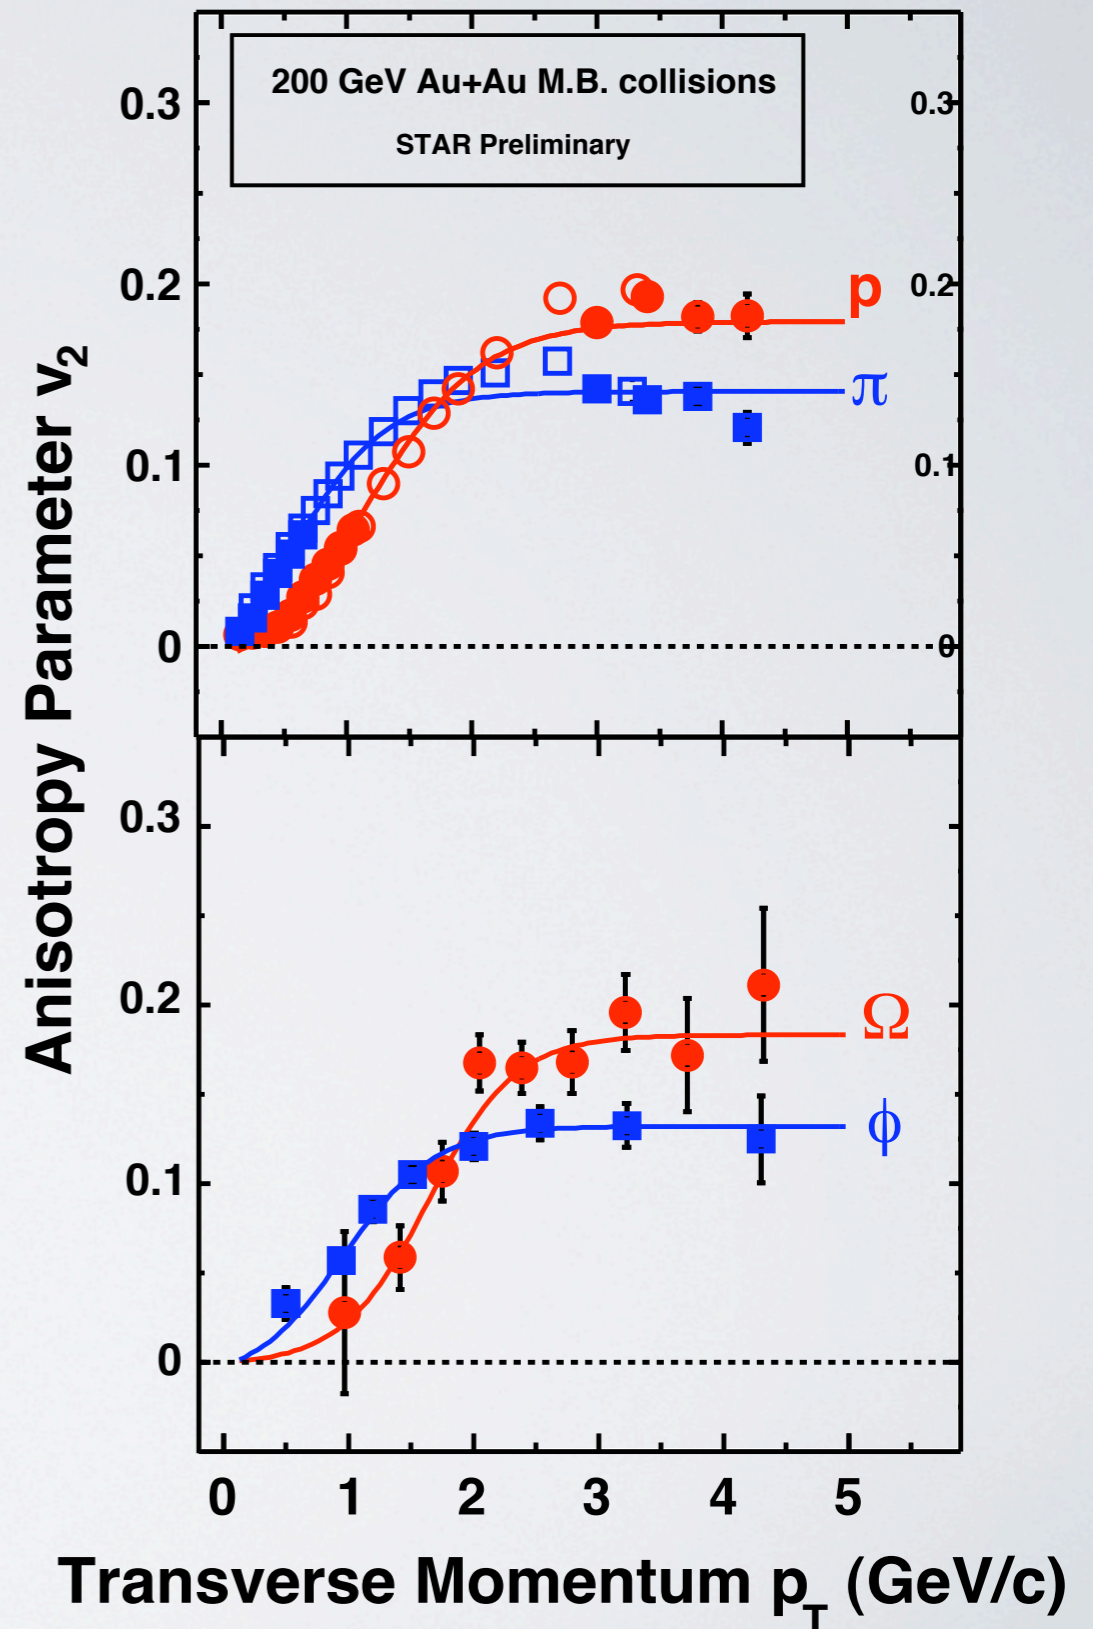 200 GeV Au+Au M.B. collisions
STAR Preliminary
Anisotropy Parameter v₂
0.3
0.2
0.1
0
0.3
0.2
0.1
0
p
π
0.3
0.2
0.1
0
Ω
ϕ
0 1 2 3 4 5
Transverse Momentum p_T (GeV/c)